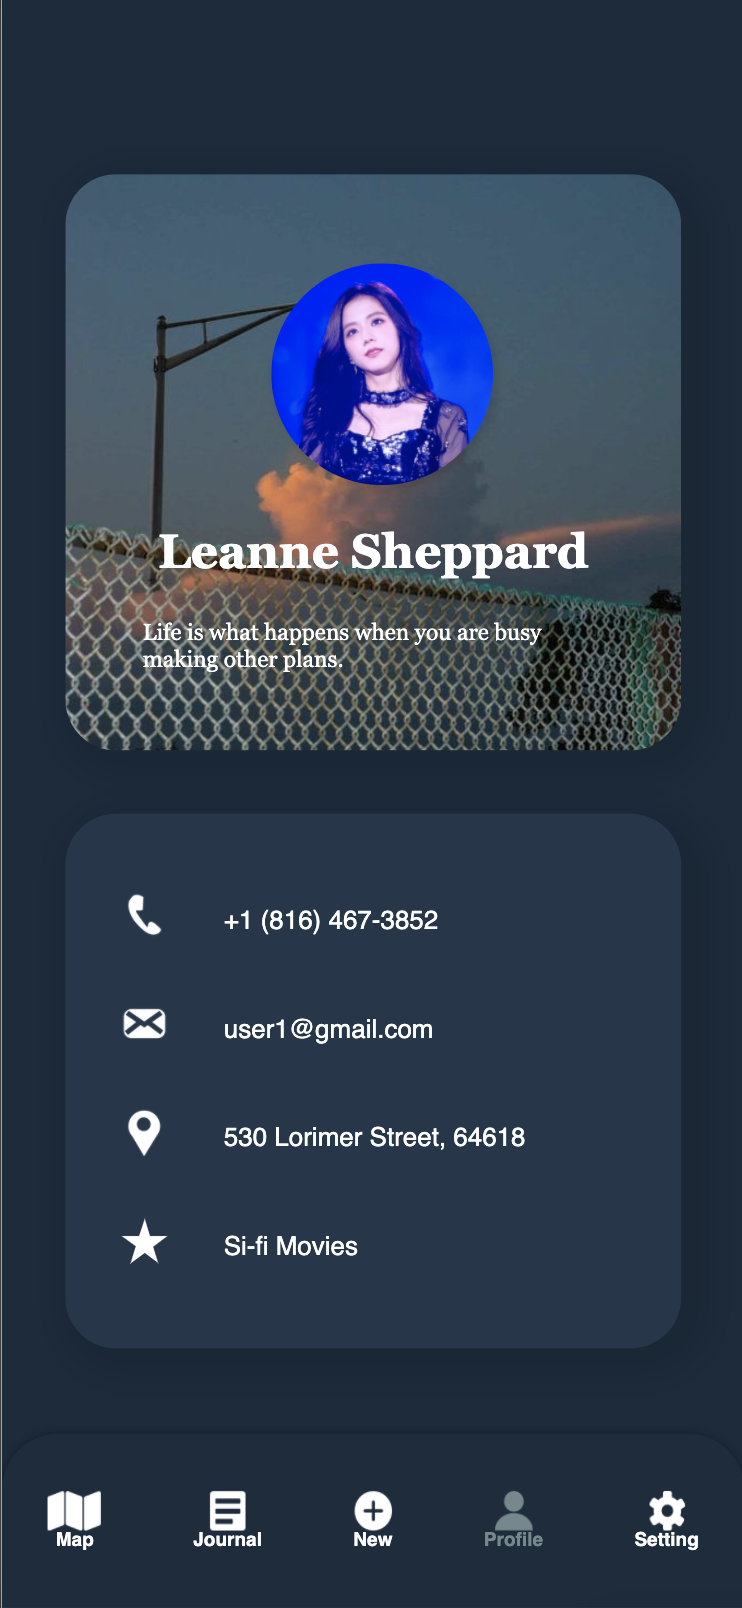 Leanne Sheppard
Life is what happens when you are busy
making other plans.
+1 (816) 467-3852
user1@gmail.com
530 Lorimer Street, 64618
Si-fi Movies
Map
Journal
New
Profile
Setting